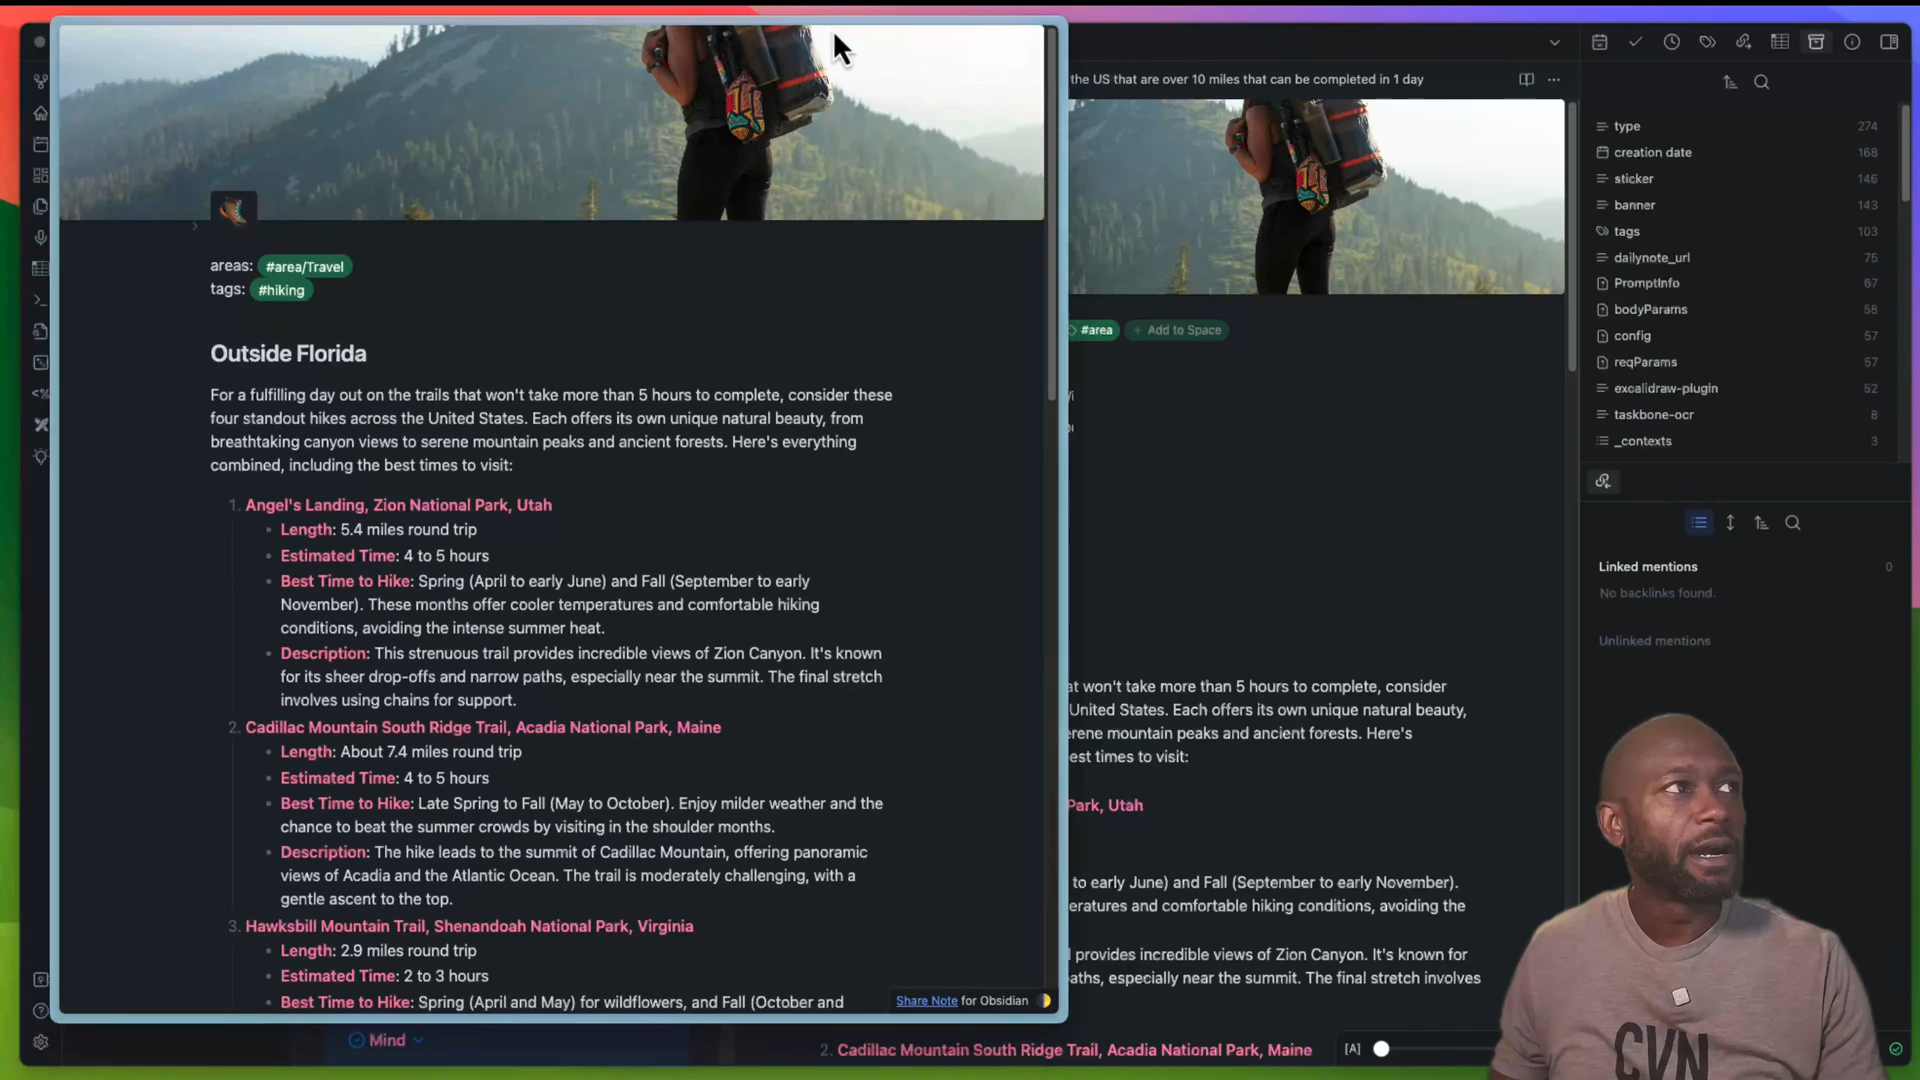 areas: #area/Travel
tags: #hiking
Outside Florida
For a fulfilling day out on the trails that won't take more than 5 hours to complete, consider these
four standout hikes across the United States. Each offers its own unique natural beauty, from
breathtaking canyon views to serene mountain peaks and ancient forests. Here's everything
combined, including the best times to visit:
1. Angel's Landing, Zion National Park, Utah
Length: 5.4 miles round trip
Estimated Time: 4 to 5 hours
Best Time to Hike: Spring (April to early June) and Fall (September to early
November). These months offer cooler temperatures and comfortable hiking
conditions, avoiding the intense summer heat.
Description: This strenuous trail provides incredible views of Zion Canyon. It's known
for its sheer drop-offs and narrow paths, especially near the summit. The final stretch
involves using chains for support.
2. Cadillac Mountain South Ridge Trail, Acadia National Park, Maine
Length: About 7.4 miles round trip
Estimated Time: 4 to 5 hours
Best Time to Hike: Late Spring to Fall (May to October). Enjoy milder weather and the
chance to beat the summer crowds by visiting in the shoulder months.
Description: The hike leads to the summit of Cadillac Mountain, offering panoramic
views of Acadia and the Atlantic Ocean. The trail is moderately challenging, with a
gentle ascent to the top.
3. Hawksbill Mountain Trail, Shenandoah National Park, Virginia
Length: 2.9 miles round trip
Estimated Time: 2 to 3 hours
Best Time to Hike: Spring (April and May) for wildflowers, and Fall (October and
Share Note for Obsidian
Mind
the US that are over 10 miles that can be completed in 1 day
#area + Add to Space
at won't take more than 5 hours to complete, consider
United States. Each offers its own unique natural beauty,
erene mountain peaks and ancient forests. Here's
est times to visit:
Park, Utah
to early June) and Fall (September to early November).
eratures and comfortable hiking conditions, avoiding the
l provides incredible views of Zion Canyon. It's known for
aths, especially near the summit. The final stretch involves
2. Cadillac Mountain South Ridge Trail, Acadia National Park, Maine
[A]
type 274
creation date 168
sticker 146
banner 143
tags 103
dailynote_url 75
PromptInfo 67
bodyParams 58
config 57
reqParams 57
excalidraw-plugin 52
taskbone-ocr 8
_contexts 3
Linked mentions 0
No backlinks found.
Unlinked mentions
CVN